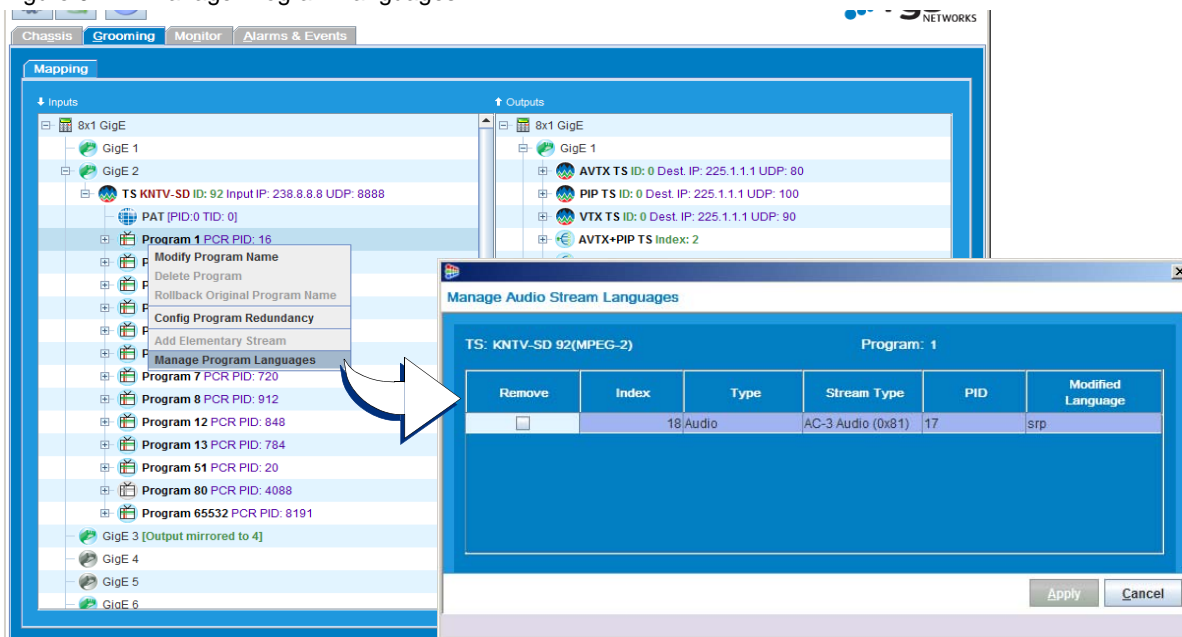 NETWORKS
Chassis Grooming Monitor Alarms & Events
Mapping
Inputs
8x1 GigE
GigE 1
GigE 2
TS KNTV-SD ID: 92 Input IP: 238.8.8.8 UDP: 8888
PAT [PID:0 TID: 0]
Program 1 PCR PID: 16
Modify Program Name
Delete Program
Rollback Original Program Name
Config Program Redundancy
Add Elementary Stream
Manage Program Languages
Program 7 PCR PID: 720
Program 8 PCR PID: 912
Program 12 PCR PID: 848
Program 13 PCR PID: 784
Program 51 PCR PID: 20
Program 80 PCR PID: 4088
Program 65532 PCR PID: 8191
GigE 3 [Output mirrored to 4]
GigE 4
GigE 5
GigE 6
Outputs
8x1 GigE
GigE 1
AVTX TS ID: 0 Dest. IP: 225.1.1.1 UDP: 80
PIP TS ID: 0 Dest. IP: 225.1.1.1 UDP: 100
VTX TS ID: 0 Dest. IP: 225.1.1.1 UDP: 90
AVTX+PIP TS Index: 2
Manage Audio Stream Languages
TS: KNTV-SD 92(MPEG-2) Program: 1
Remove Index Type Stream Type PID Modified Language
18 Audio AC-3 Audio (0x81) 17 srp
Apply Cancel